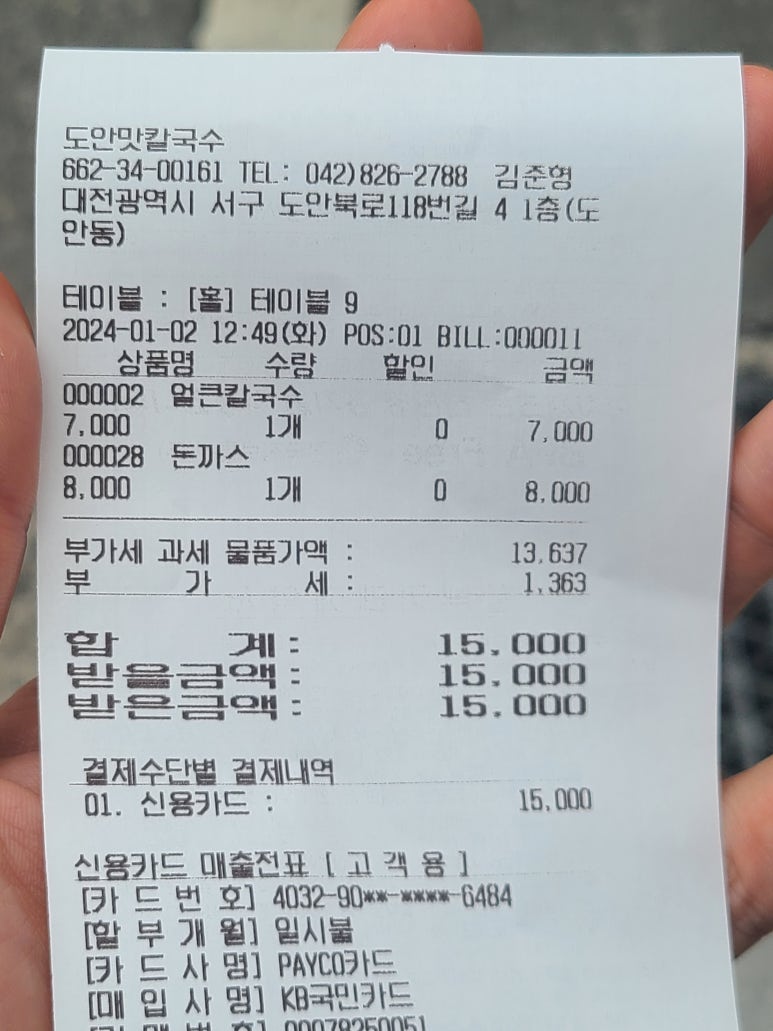 도안맛칼국수
662-34-00161 TEL: 042)826-2788 김준형
대전광역시 서구 도안북로118번길 4 1층(도
안동)
테이블 : [홀] 테이블 9
2024-01-02 12:49(화) POS:01 BILL:000011
상품명 수량 할인 금액
000002 얼큰칼국수
7,000 1개 0 7,000
000028 돈까스
8,000 1개 0 8,000
부가세 과세 물품가액 : 13,637
부 가 세 : 1,363
합 계 : 15,000
받을금액 : 15,000
받은금액 : 15,000
결제수단별 결제내역
01. 신용카드 : 15,000
신용카드 매출전표 [ 고 객 용 ]
[카 드 번 호] 4032-90**-****-6484
[할 부 개 월] 일시불
[카 드 사 명] PAYCO카드
[매 입 사 명] KB국민카드